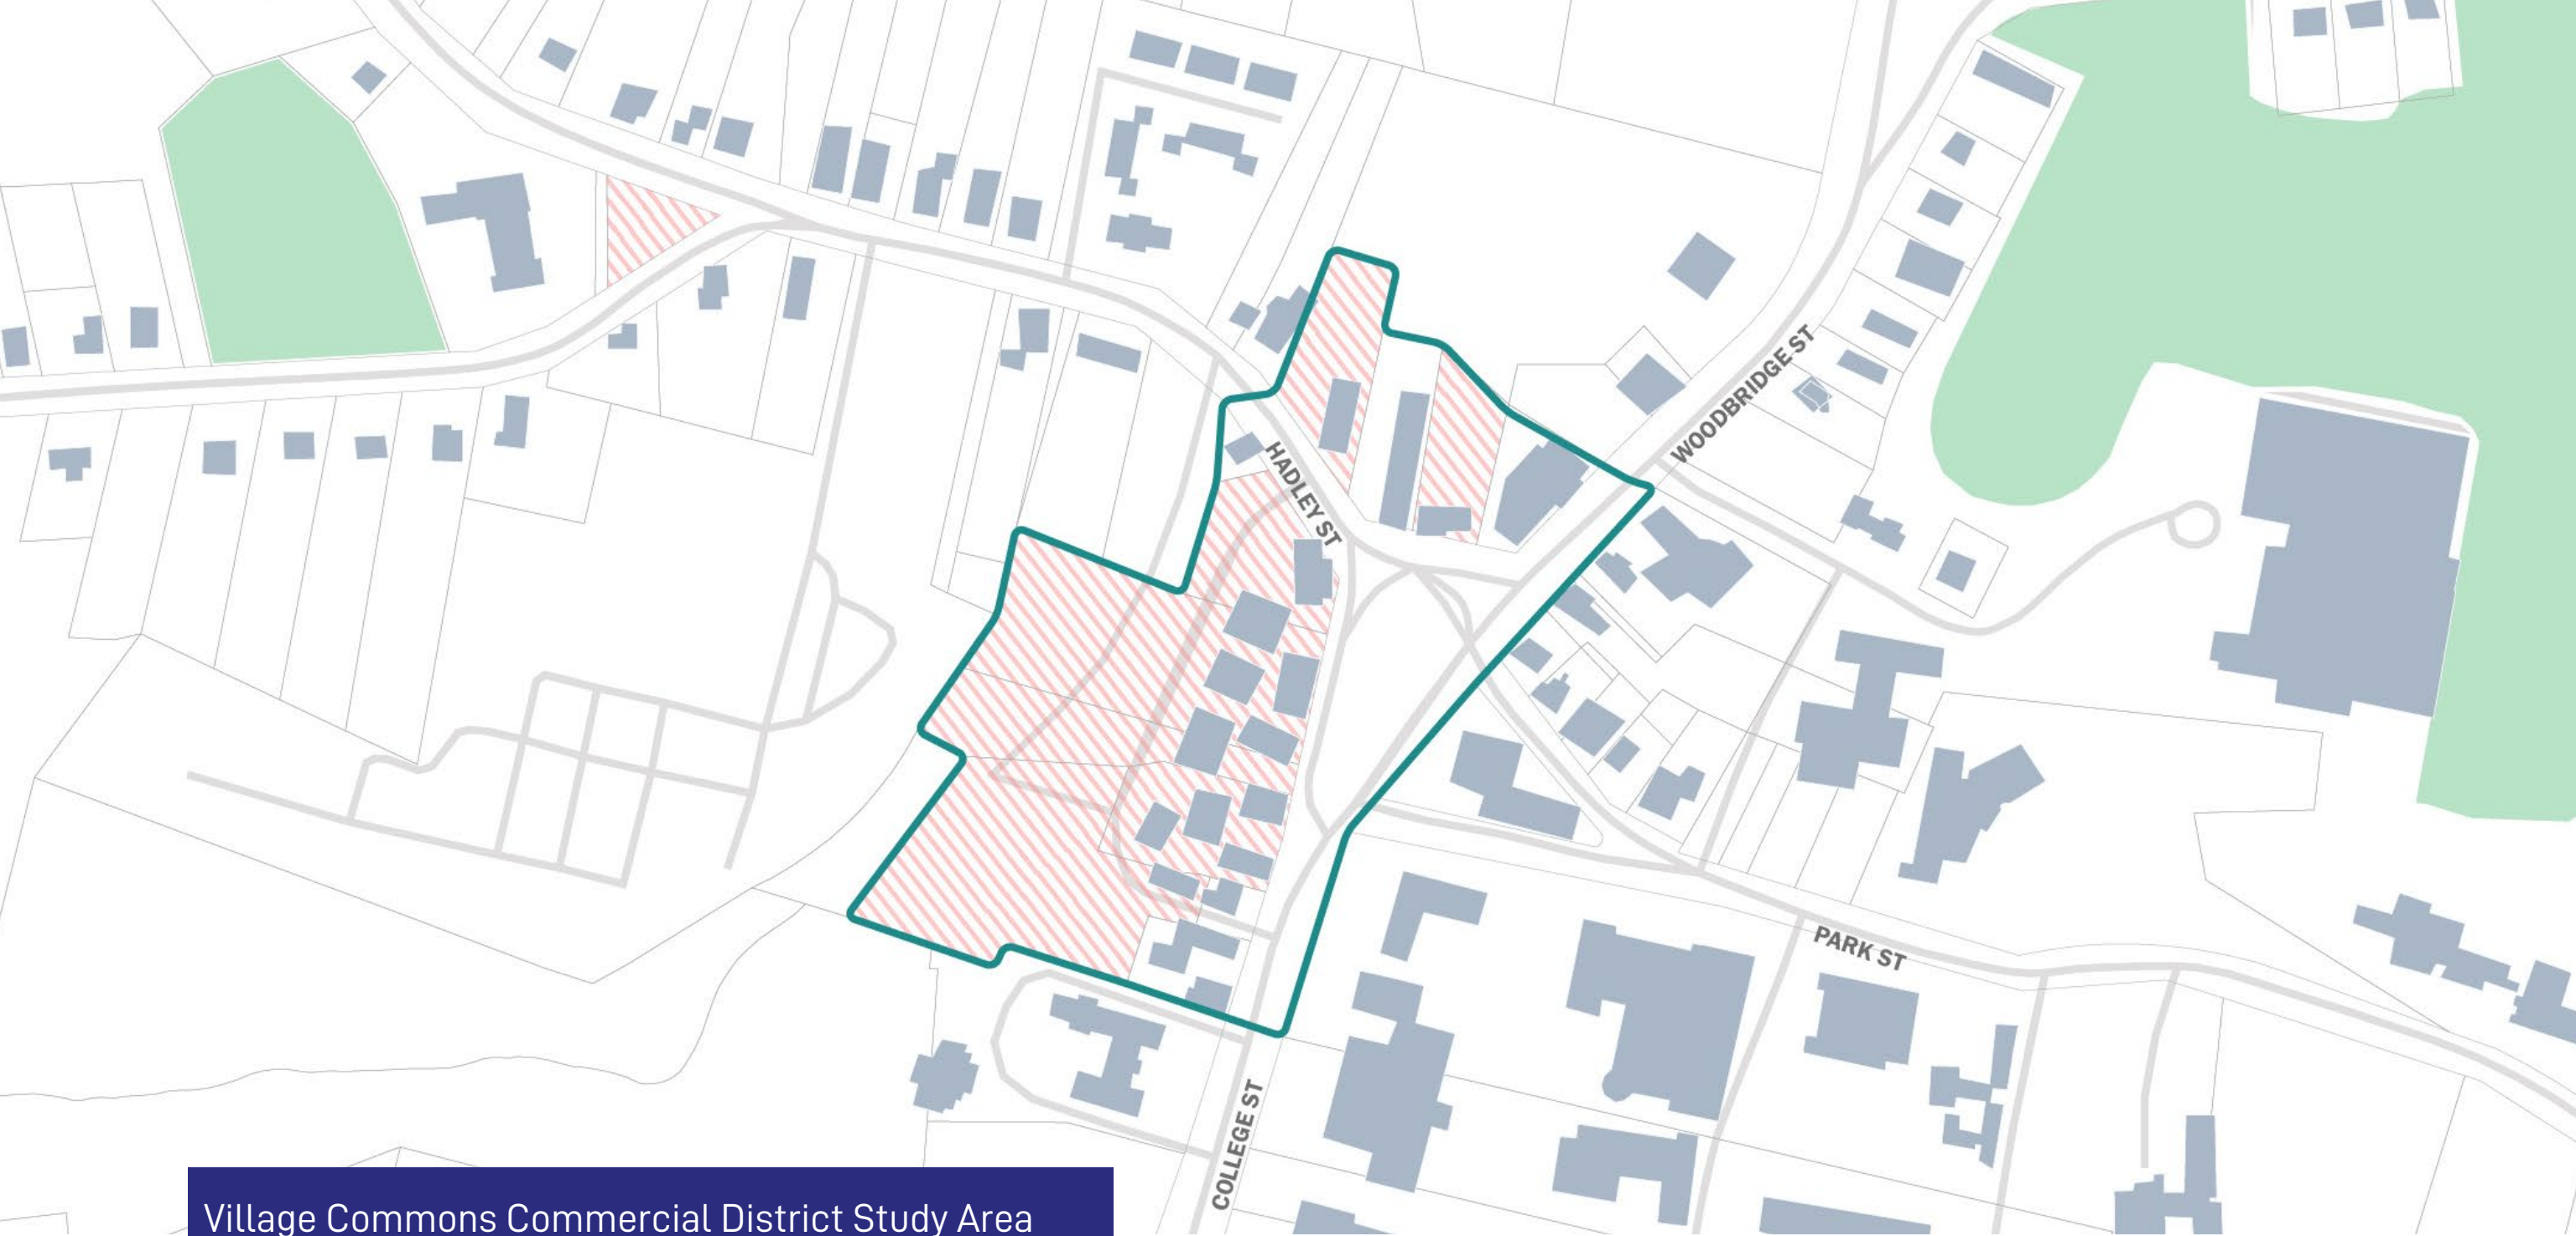 WOODBRIDGE ST
HADLEY ST
PARK ST
COLLEGE ST
Village Commons Commercial District Study Area